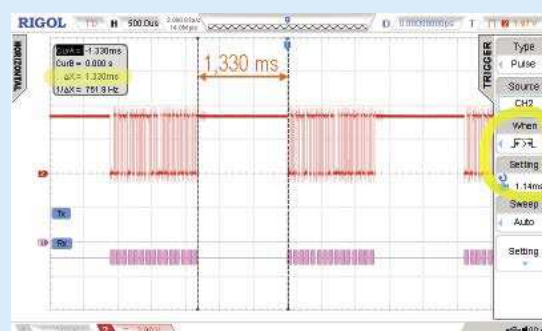 RIGOL H 500.0us D T
HORIZONTAL
CurA= -1.330ms
CurB= 0.000 s
ΔX= 1.330ms
1/ΔX= 751.8 Hz
1,330 ms
Tx
Rx
TRIGGER
Type
Pulse
Source
CH2
When
Setting
1.14ms
Sweep
Auto
Setting